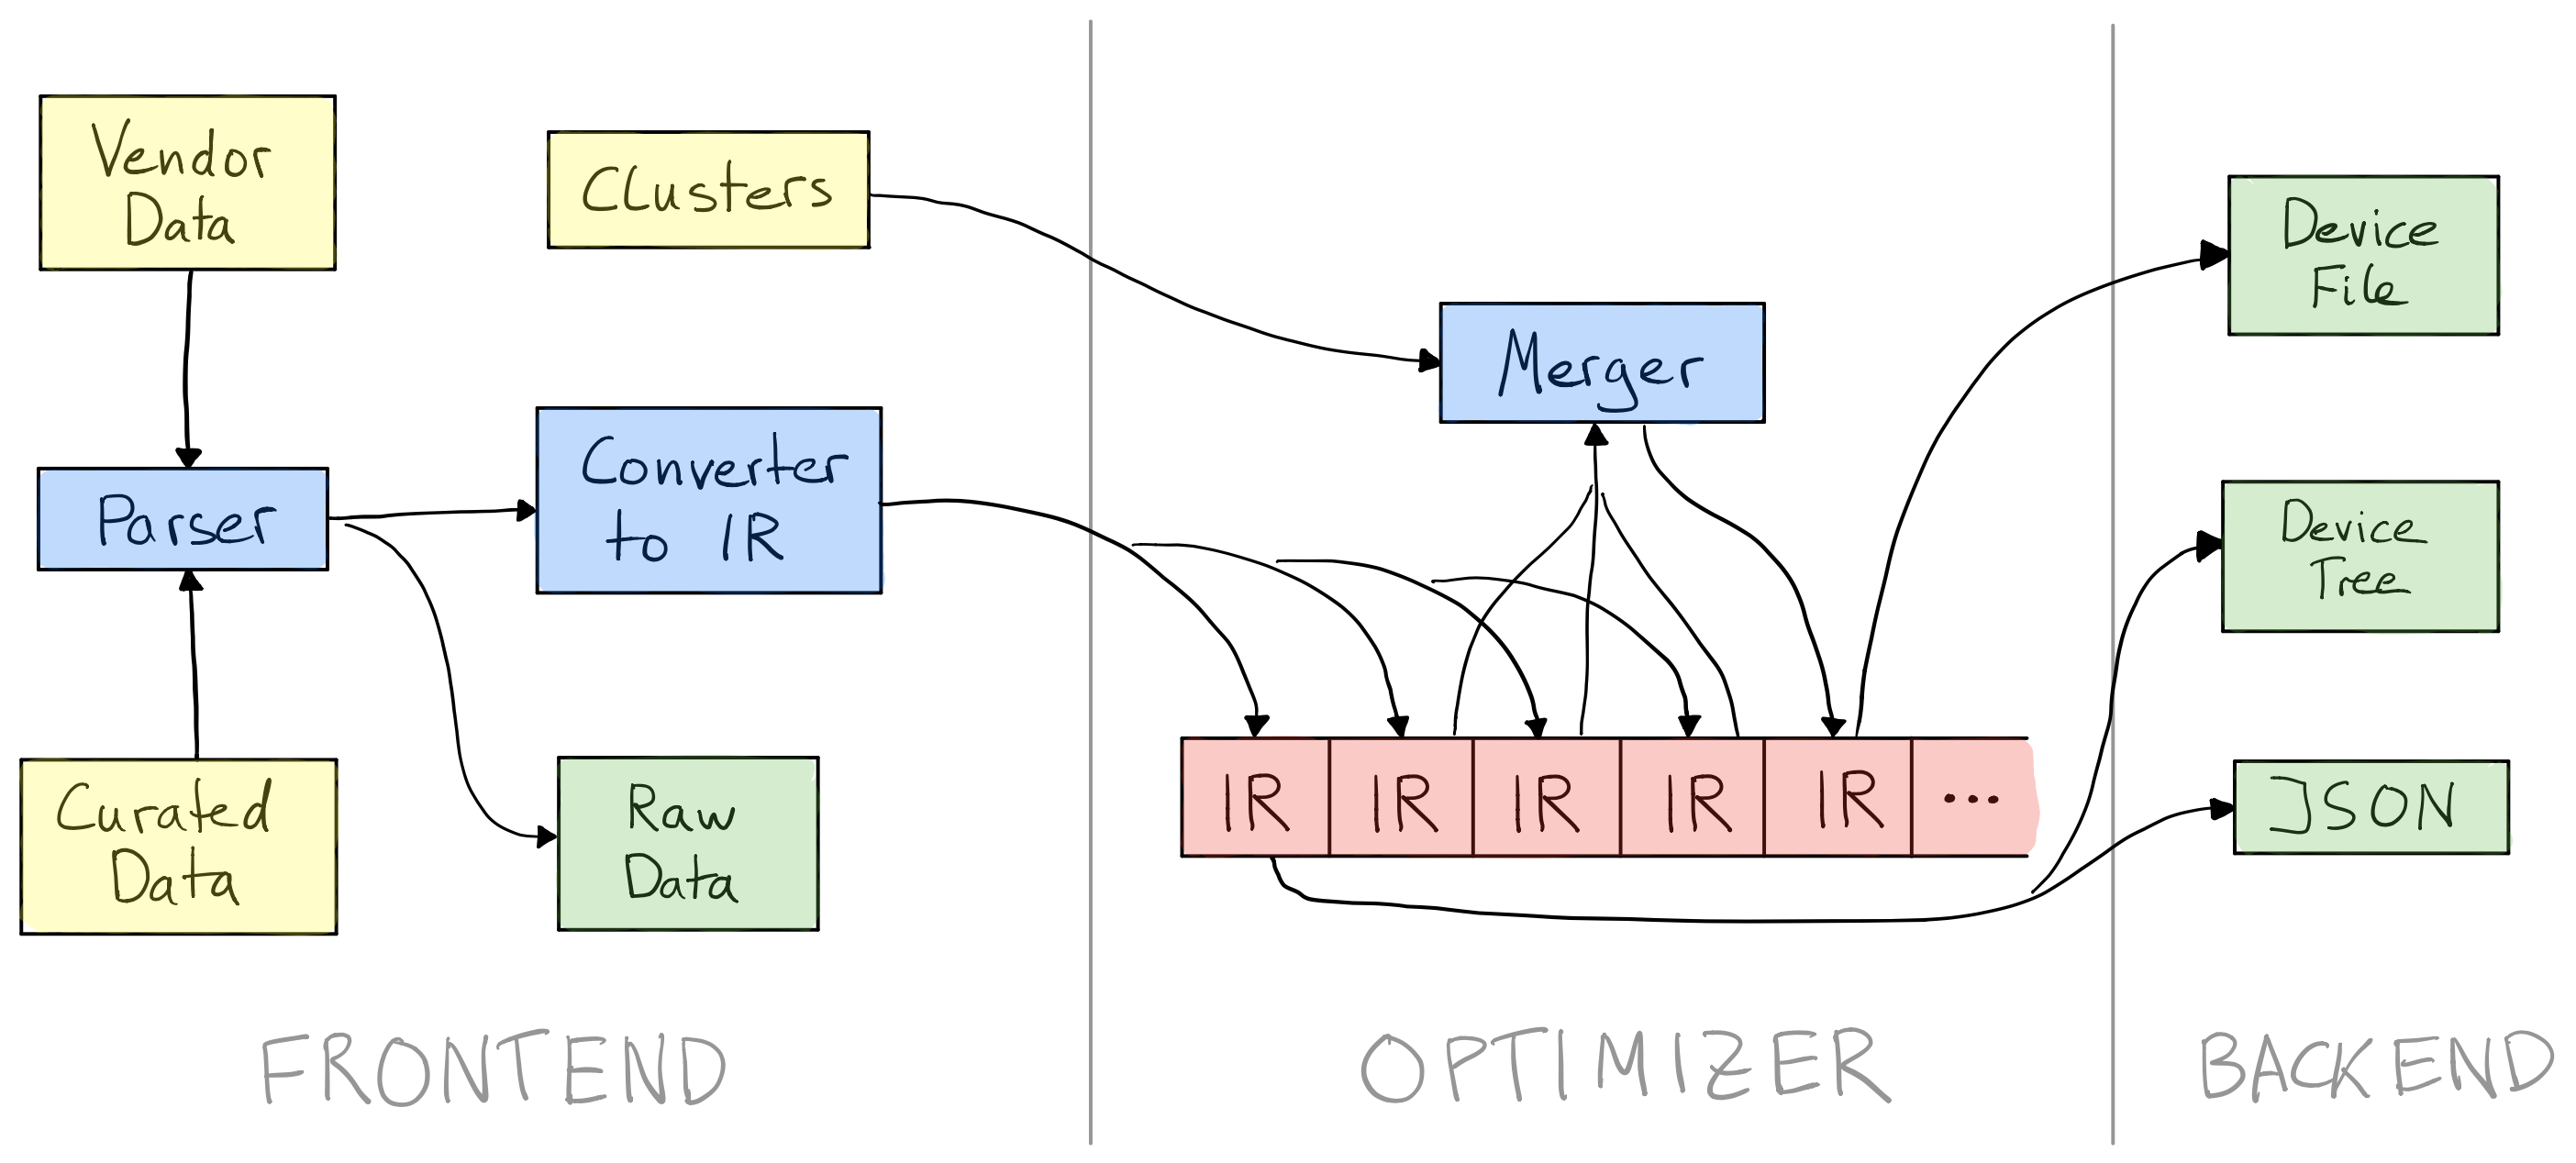 Vendor
Data
CLusters
Parser
Converter
to IR
Curated
Data
Raw
Data
FRONTEND
Merger
IR IR IR IR IR ...
OPTIMIZER
Device
File
Device
Tree
JSON
BACKEND